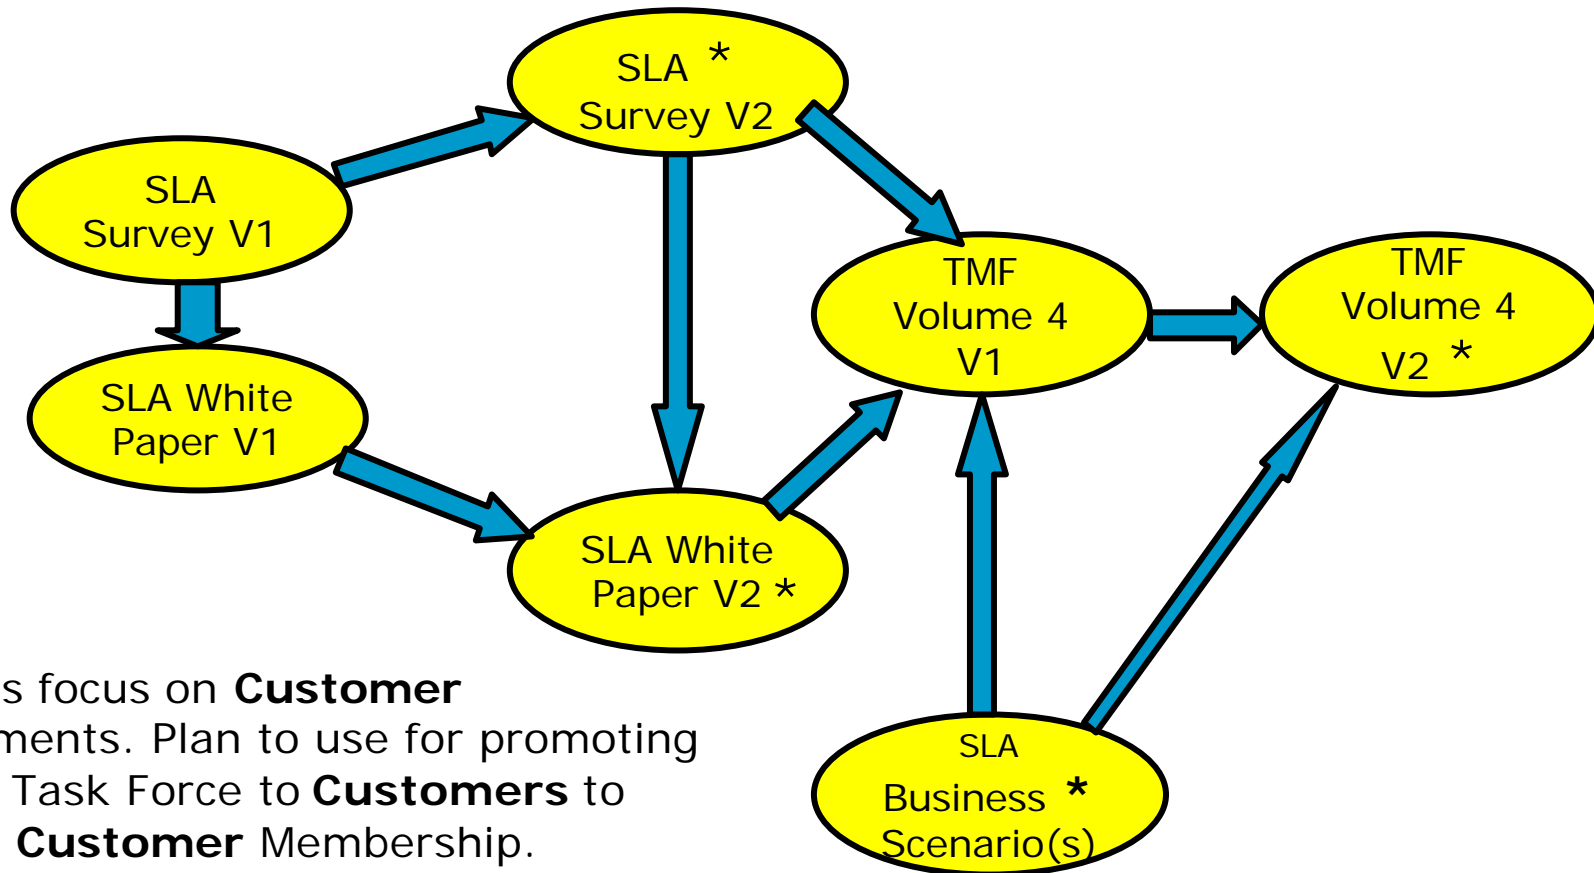 SLA *
Survey V2
SLA
Survey V1
TMF
Volume 4
V1
TMF
Volume 4
V2 *
SLA White
Paper V1
SLA White
Paper V2 *
s focus on Customer
ments. Plan to use for promoting
Task Force to Customers to
Customer Membership.
SLA
Business *
Scenario(s)